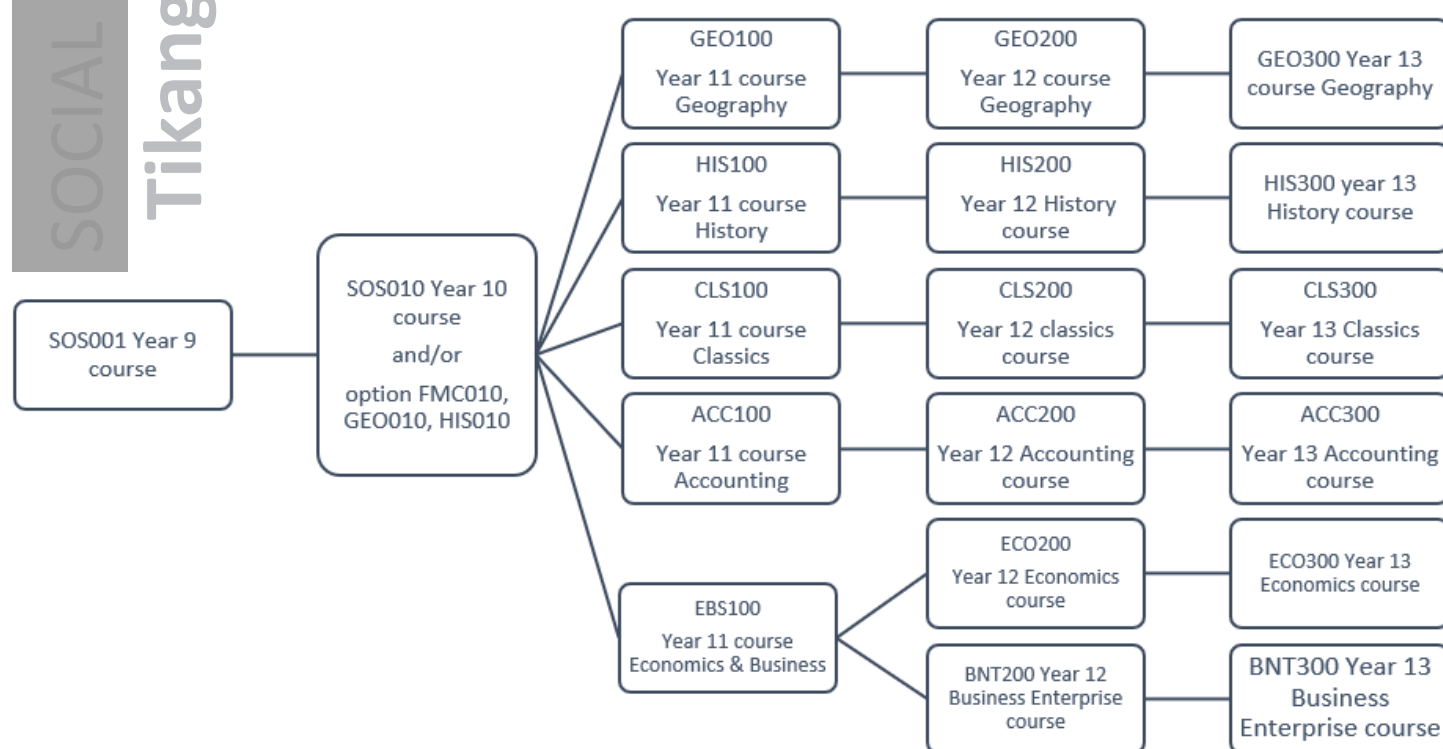 SOCIAL
Tikang
SOS001 Year 9
course
SOS010 Year 10
course
and/or
option FMC010,
GEO010, HIS010
GEO100
Year 11 course
Geography
GEO200
Year 12 course
Geography
GEO300 Year 13
course Geography
HIS100
Year 11 course
History
HIS200
Year 12 History
course
HIS300 year 13
History course
CLS100
Year 11 course
Classics
CLS200
Year 12 classics
course
CLS300
Year 13 Classics
course
ACC100
Year 11 course
Accounting
ACC200
Year 12 Accounting
course
ACC300
Year 13 Accounting
course
EBS100
Year 11 course
Economics & Business
ECO200
Year 12 Economics
course
ECO300 Year 13
Economics course
BNT200 Year 12
Business Enterprise
course
BNT300 Year 13
Business
Enterprise course